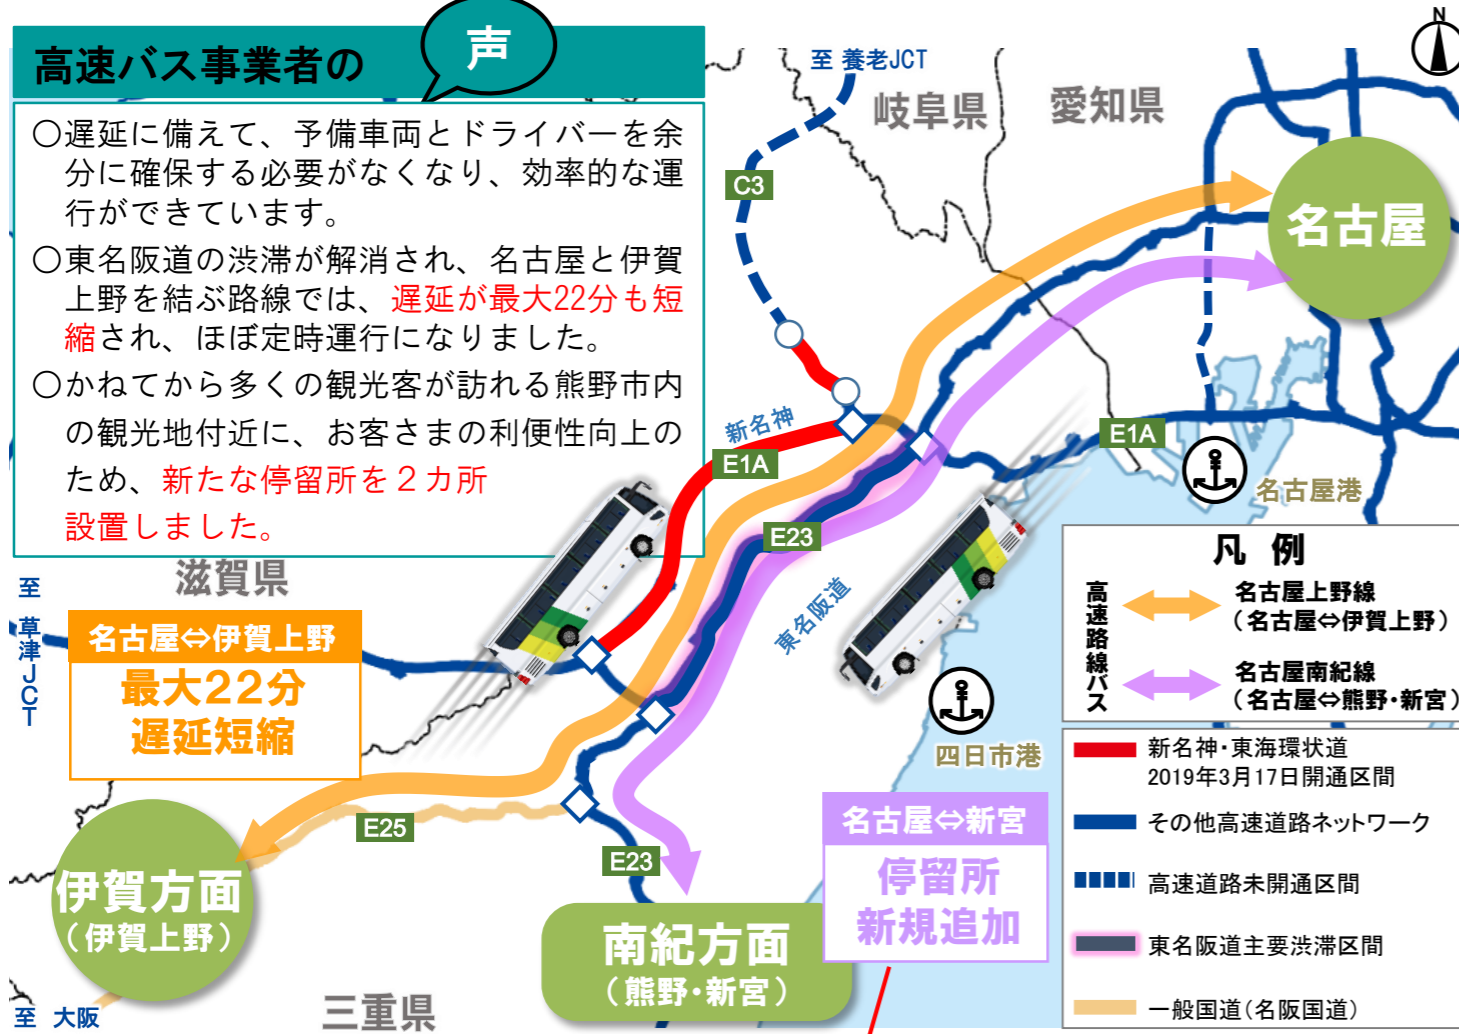 高速バス事業者の
声
○遅延に備えて、予備車両とドライバーを余
分に確保する必要がなくなり、効率的な運
行ができています。
○東名阪道の渋滞が解消され、名古屋と伊賀
上野を結ぶ路線では、遅延が最大22分も短
縮され、ほぼ定時運行になりました。
○かねてから多くの観光客が訪れる熊野市内
の観光地付近に、お客さまの利便性向上の
ため、新たな停留所を２カ所
設置しました。
至 養老JCT
岐阜県
愛知県
N
C3
名古屋
新名神
E1A
E1A
名古屋港
E23
東名阪道
滋賀県
至 草津JCT
名古屋⇔伊賀上野
最大22分
遅延短縮
四日市港
凡 例
高速路線バス
名古屋上野線
（名古屋⇔伊賀上野）
名古屋南紀線
（名古屋⇔熊野・新宮）
新名神・東海環状道
2019年3月17日開通区間
その他高速道路ネットワーク
高速道路未開通区間
東名阪道主要渋滞区間
一般国道（名阪国道）
名古屋⇔新宮
停留所
新規追加
E25
E23
伊賀方面
（伊賀上野）
南紀方面
（熊野・新宮）
至 大阪
三重県